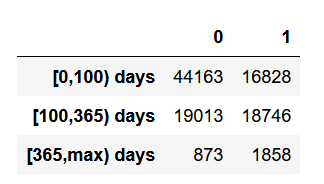 0 1
[0,100) days 44163 16828
[100,365) days 19013 18746
[365,max) days 873 1858